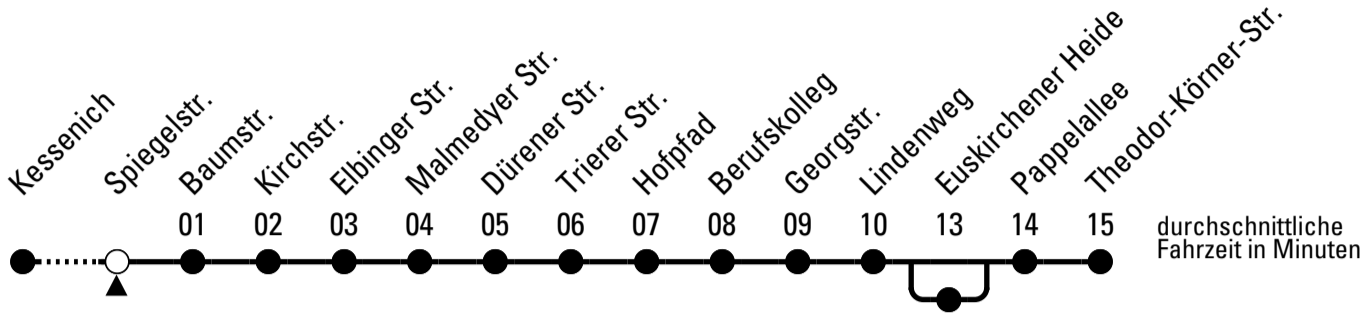 Kessenich
Spiegelstr.
Baumstr.
Kirchstr.
Elbinger Str.
Malmedyer Str.
Dürener Str.
Trierer Str.
Hofpfad
Berufskolleg
Georgstr.
Lindenweg
Euskirchener Heide
Pappelallee
Theodor-Körner-Str.
01 02 03 04 05 06 07 08 09 10 13 14 15
durchschnittliche
Fahrzeit in Minuten